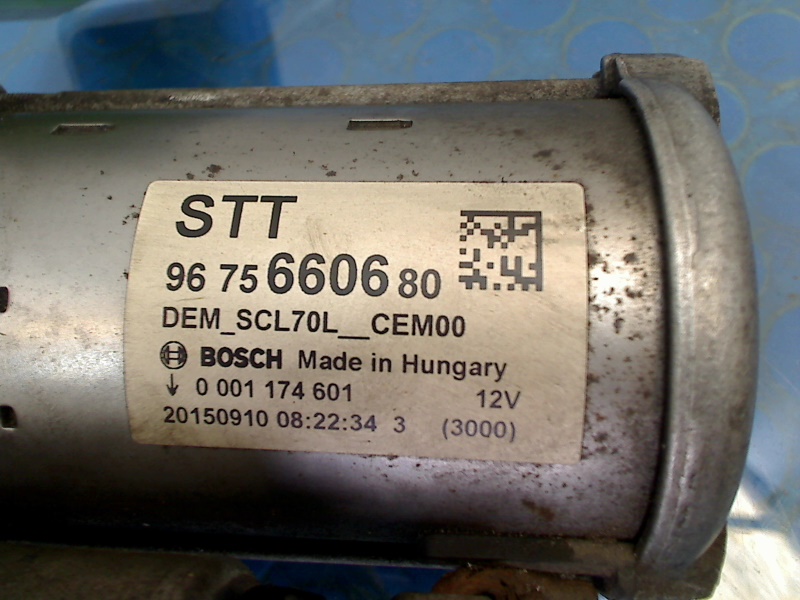 STT
96 75 6606 80
DEM_SCL70L__CEM00
BOSCH Made in Hungary
↓ 0 001 174 601 12V
20150910 08:22:34 3 (3000)